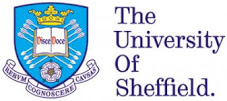 Disce Doce
RERVM COGNOSCERE CAVSAS
The
University
Of
Sheffield.